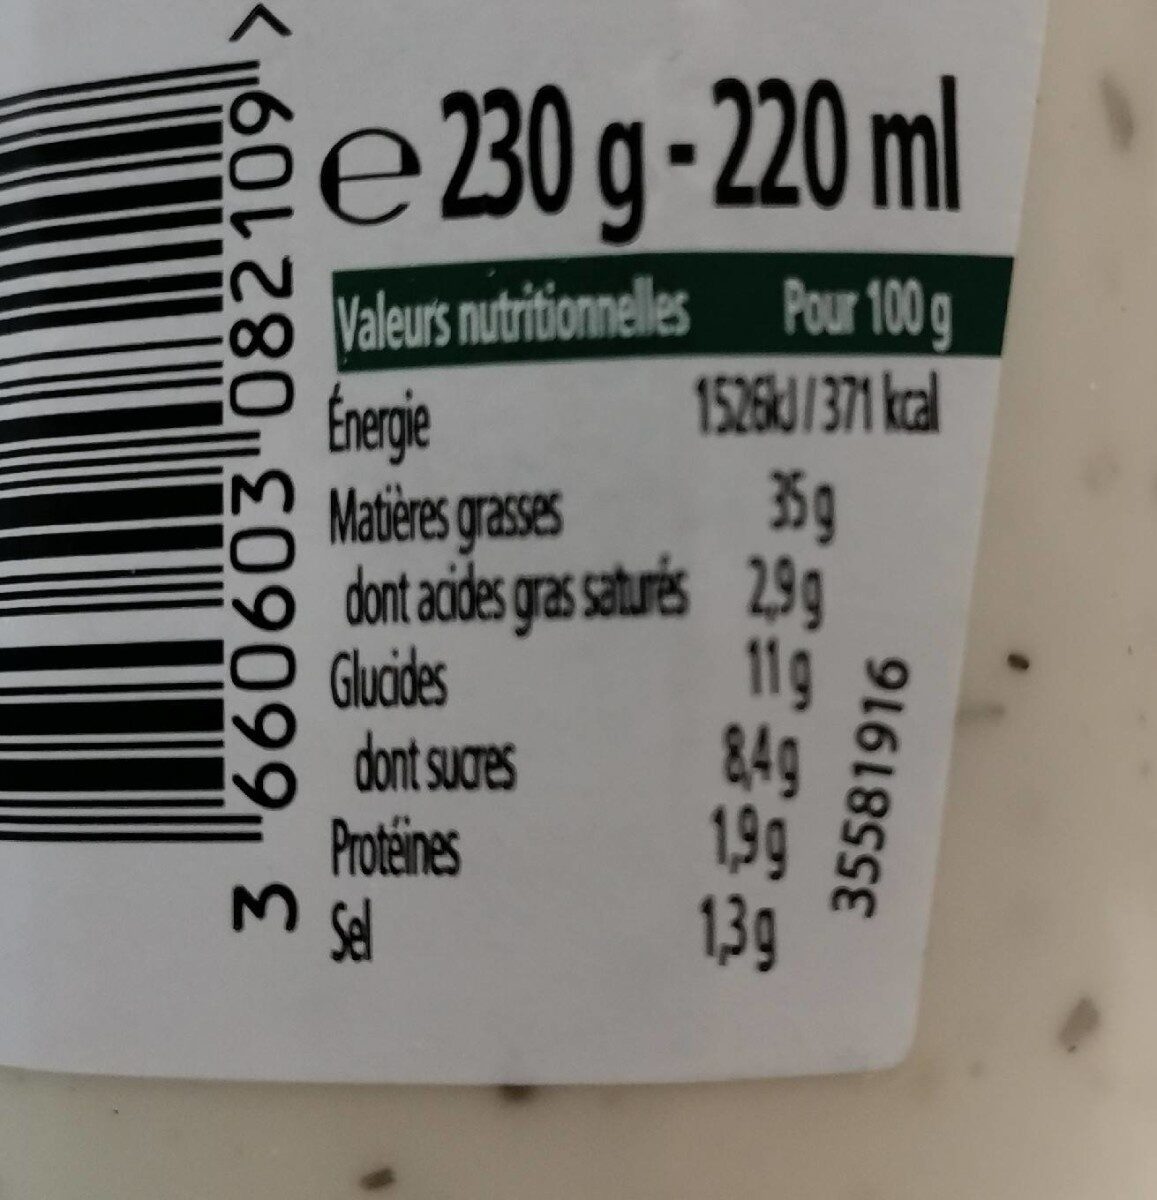 e 230 g - 220 ml
Valeurs nutritionnelles Pour 100 g
Énergie 1526kJ / 371 kcal
Matières grasses 35 g
dont acides gras saturés 2,9 g
Glucides 11 g
dont sucres 8,4 g
Protéines 1,9 g
Sel 1,3 g
35581916
3 660603 082109 >